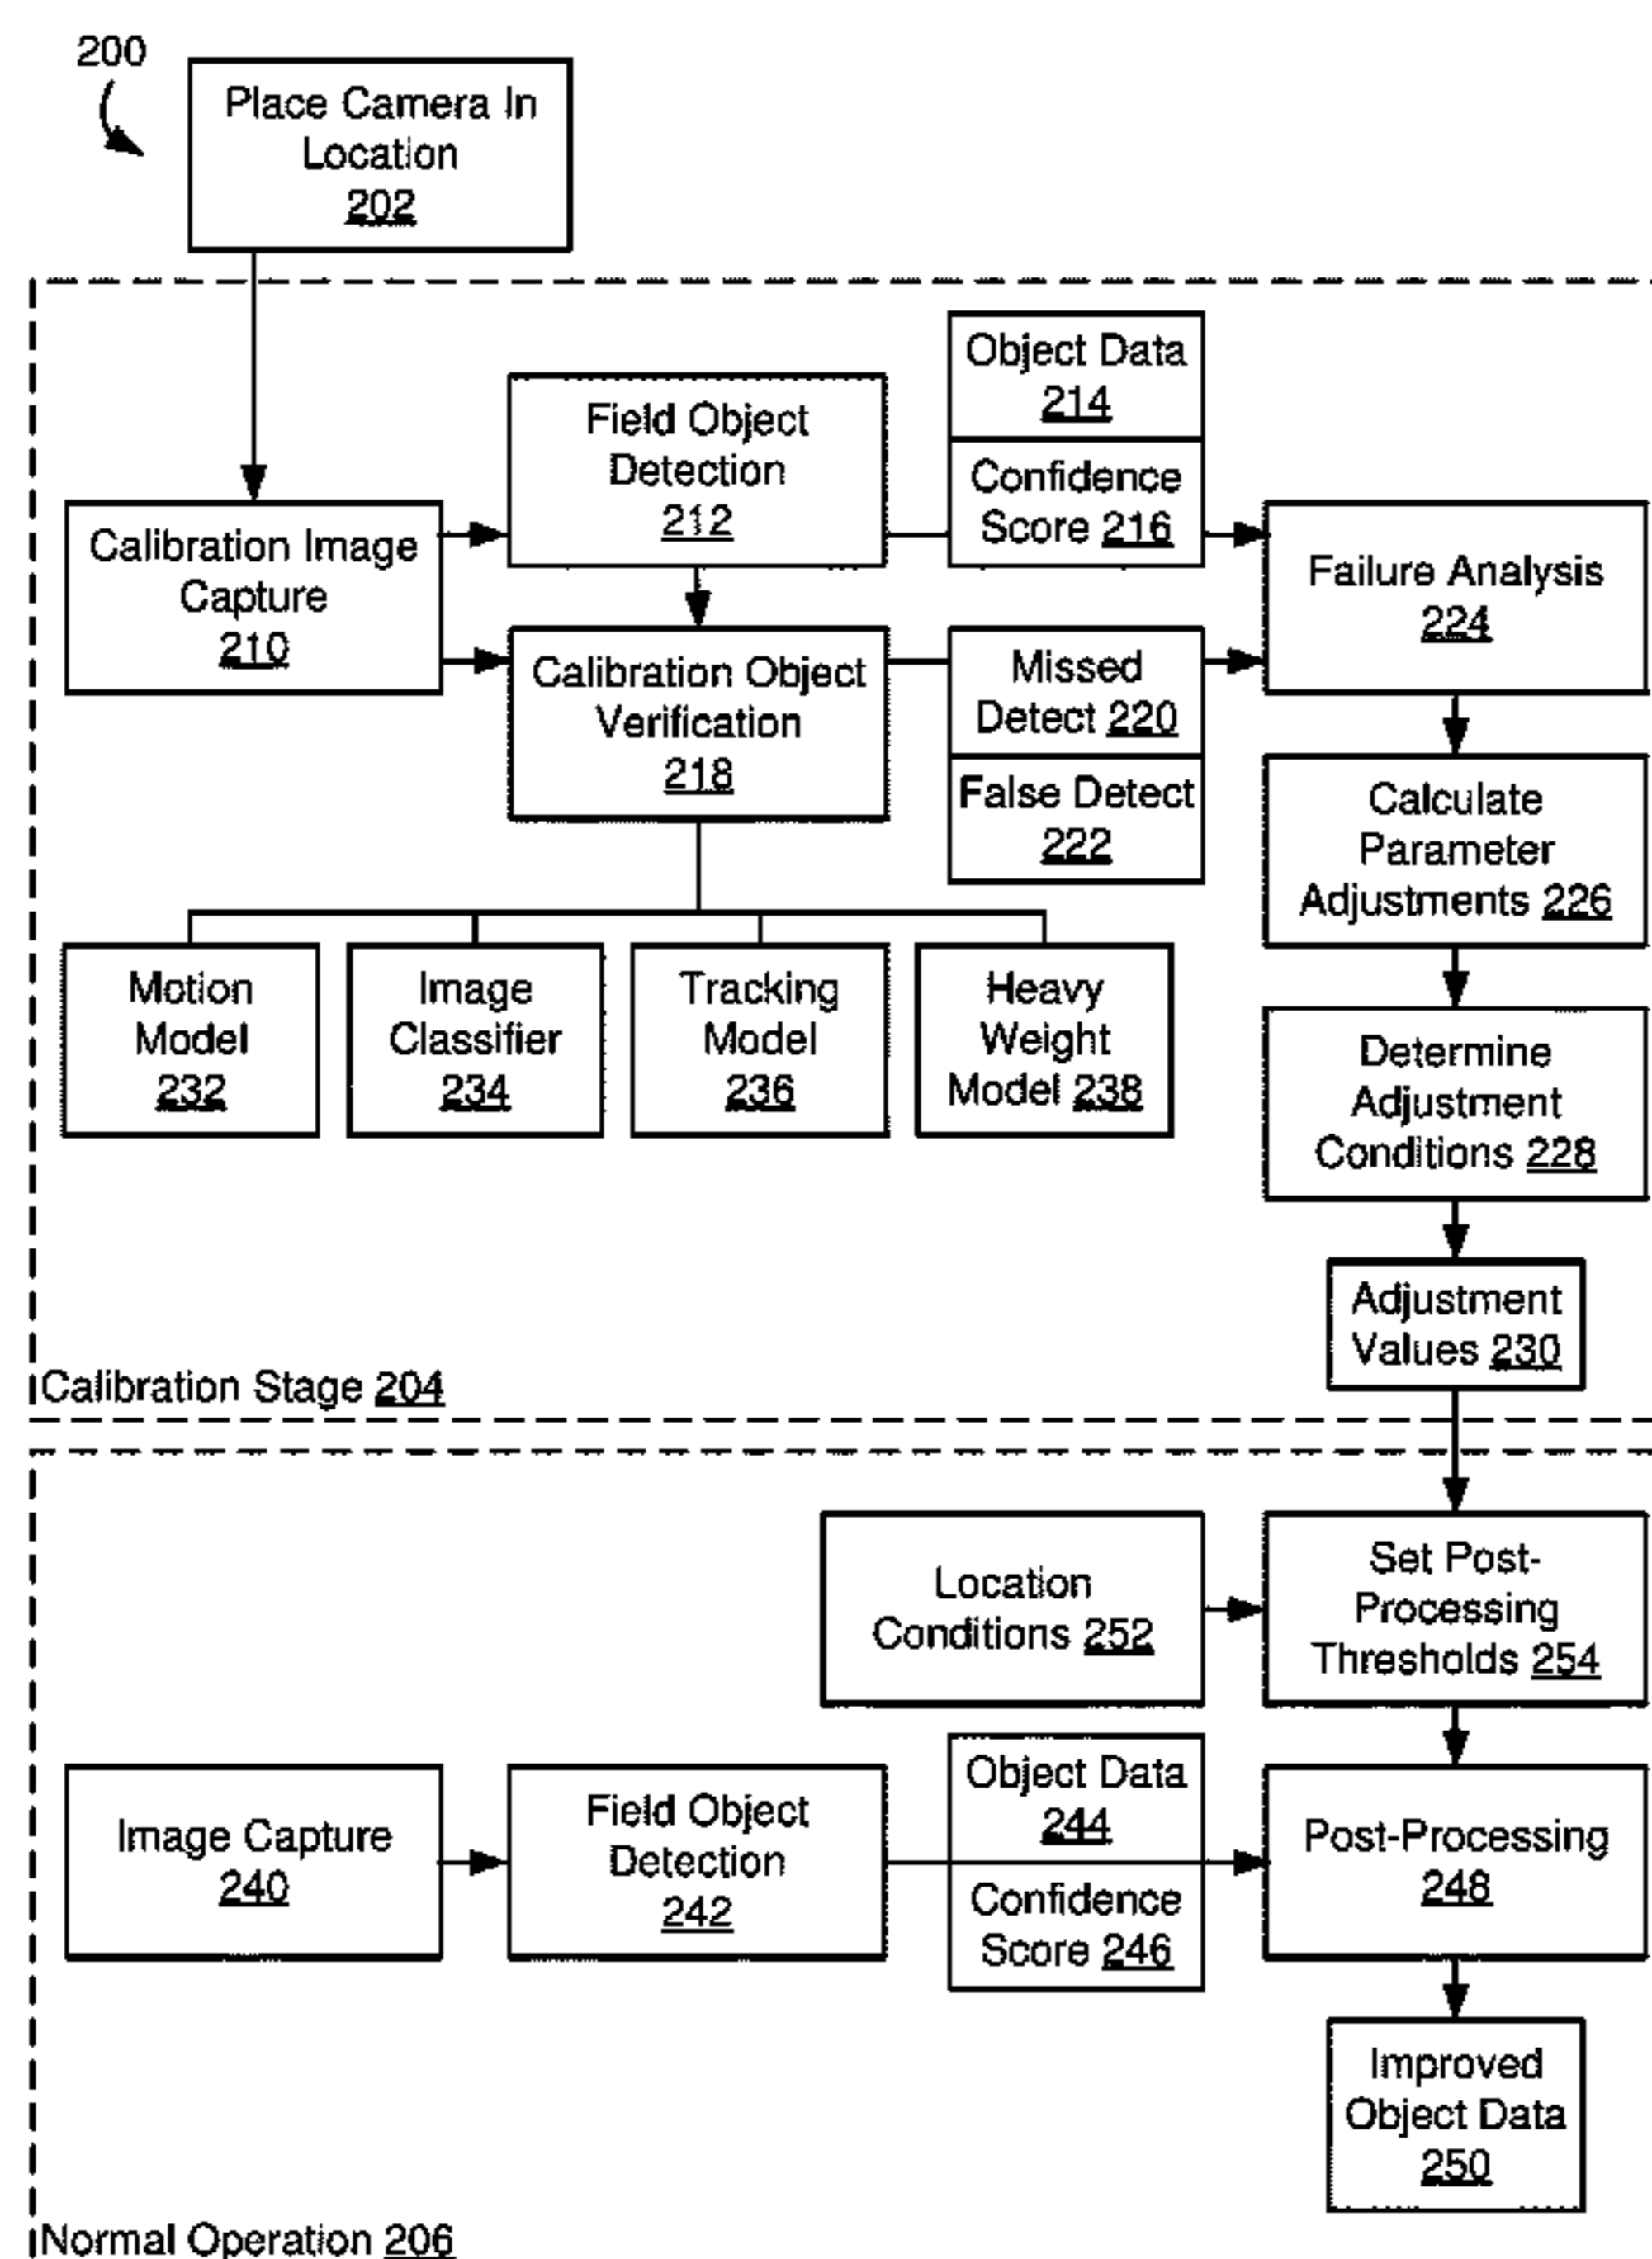 200
Place Camera In
Location
202
Object Data
214
Confidence
Score 216
Field Object
Detection
212
Calibration Image
Capture
210
Failure Analysis
224
Calibration Object
Verification
218
Missed
Detect 220
False Detect
222
Calculate
Parameter
Adjustments 226
Motion
Model
232
Image
Classifier
234
Tracking
Model
236
Heavy
Weight
Model 238
Determine
Adjustment
Conditions 228
Adjustment
Values 230
Calibration Stage 204
Location
Conditions 252
Set Post-
Processing
Thresholds 254
Image Capture
240
Field Object
Detection
242
Object Data
244
Confidence
Score 246
Post-Processing
248
Improved
Object Data
250
Normal Operation 206